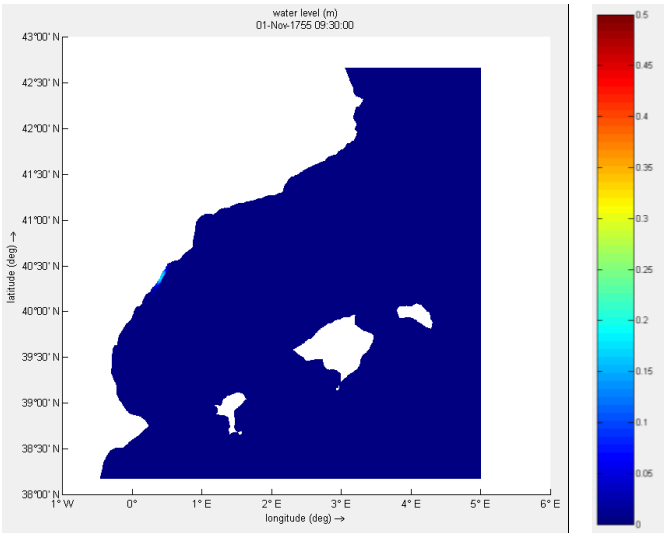 water level (m)
01-Nov-1755 09:30:00
43°00' N
42°30' N
42°00' N
41°30' N
41°00' N
40°30' N
40°00' N
39°30' N
39°00' N
38°30' N
38°00' N
latitude (deg) →
1° W
0°
1° E
2° E
3° E
4° E
5° E
6° E
longitude (deg) →
0.5
0.45
0.4
0.35
0.3
0.25
0.2
0.15
0.1
0.05
0